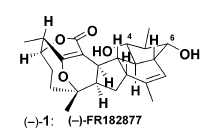 H O O
HO H 4 6 OH
H O H H H
H H
(–)-1: (–)-FR182877